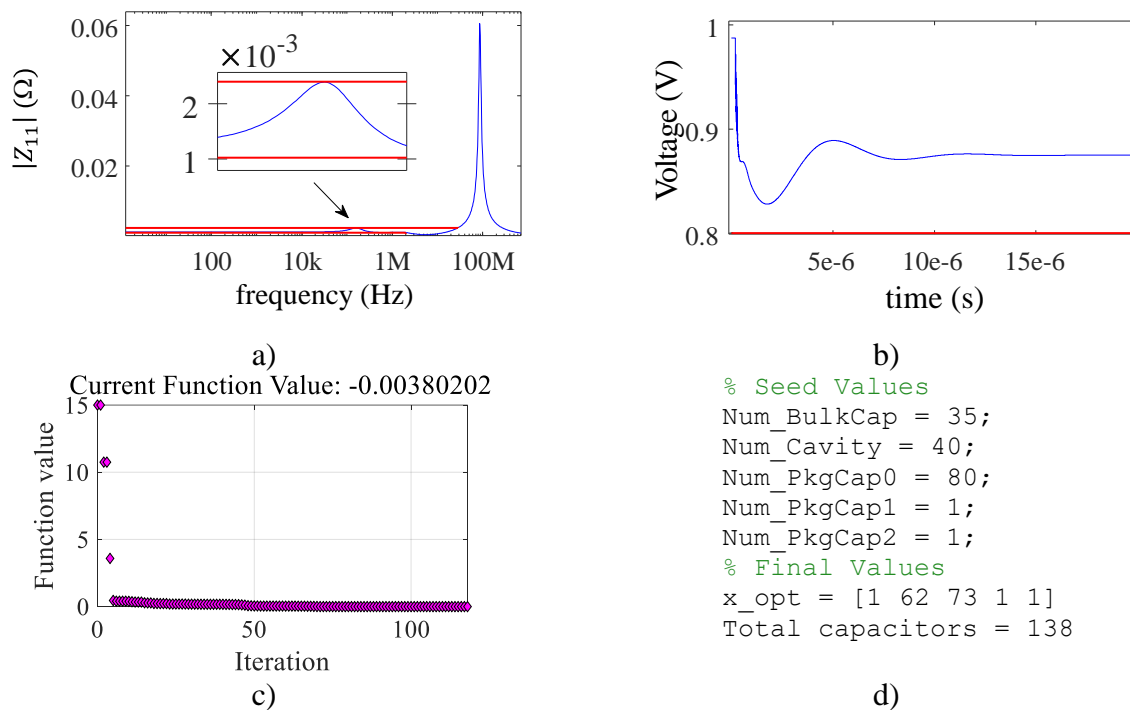 0.06
0.04
0.02
|Z₁₁| (Ω)
×10⁻³
2
1
100
10k
1M
100M
frequency (Hz)
a)
1
0.9
0.8
Voltage (V)
5e-6
10e-6
15e-6
time (s)
b)
Current Function Value: -0.00380202
15
10
5
0
Function value
0
50
100
Iteration
c)
% Seed Values
Num_BulkCap = 35;
Num_Cavity = 40;
Num_PkgCap0 = 80;
Num_PkgCap1 = 1;
Num_PkgCap2 = 1;
% Final Values
x_opt = [1 62 73 1 1]
Total capacitors = 138
d)